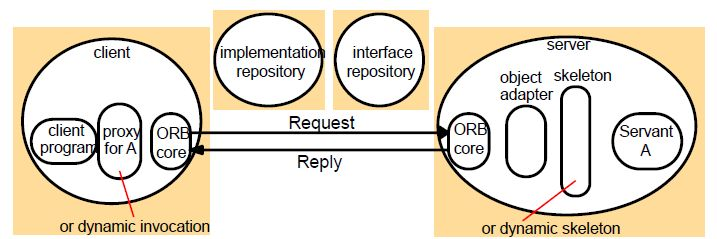 client
client
program
proxy
for A
ORB
core
or dynamic invocation
implementation
repository
interface
repository
Request
Reply
server
ORB
core
object
adapter
skeleton
Servant
A
or dynamic skeleton